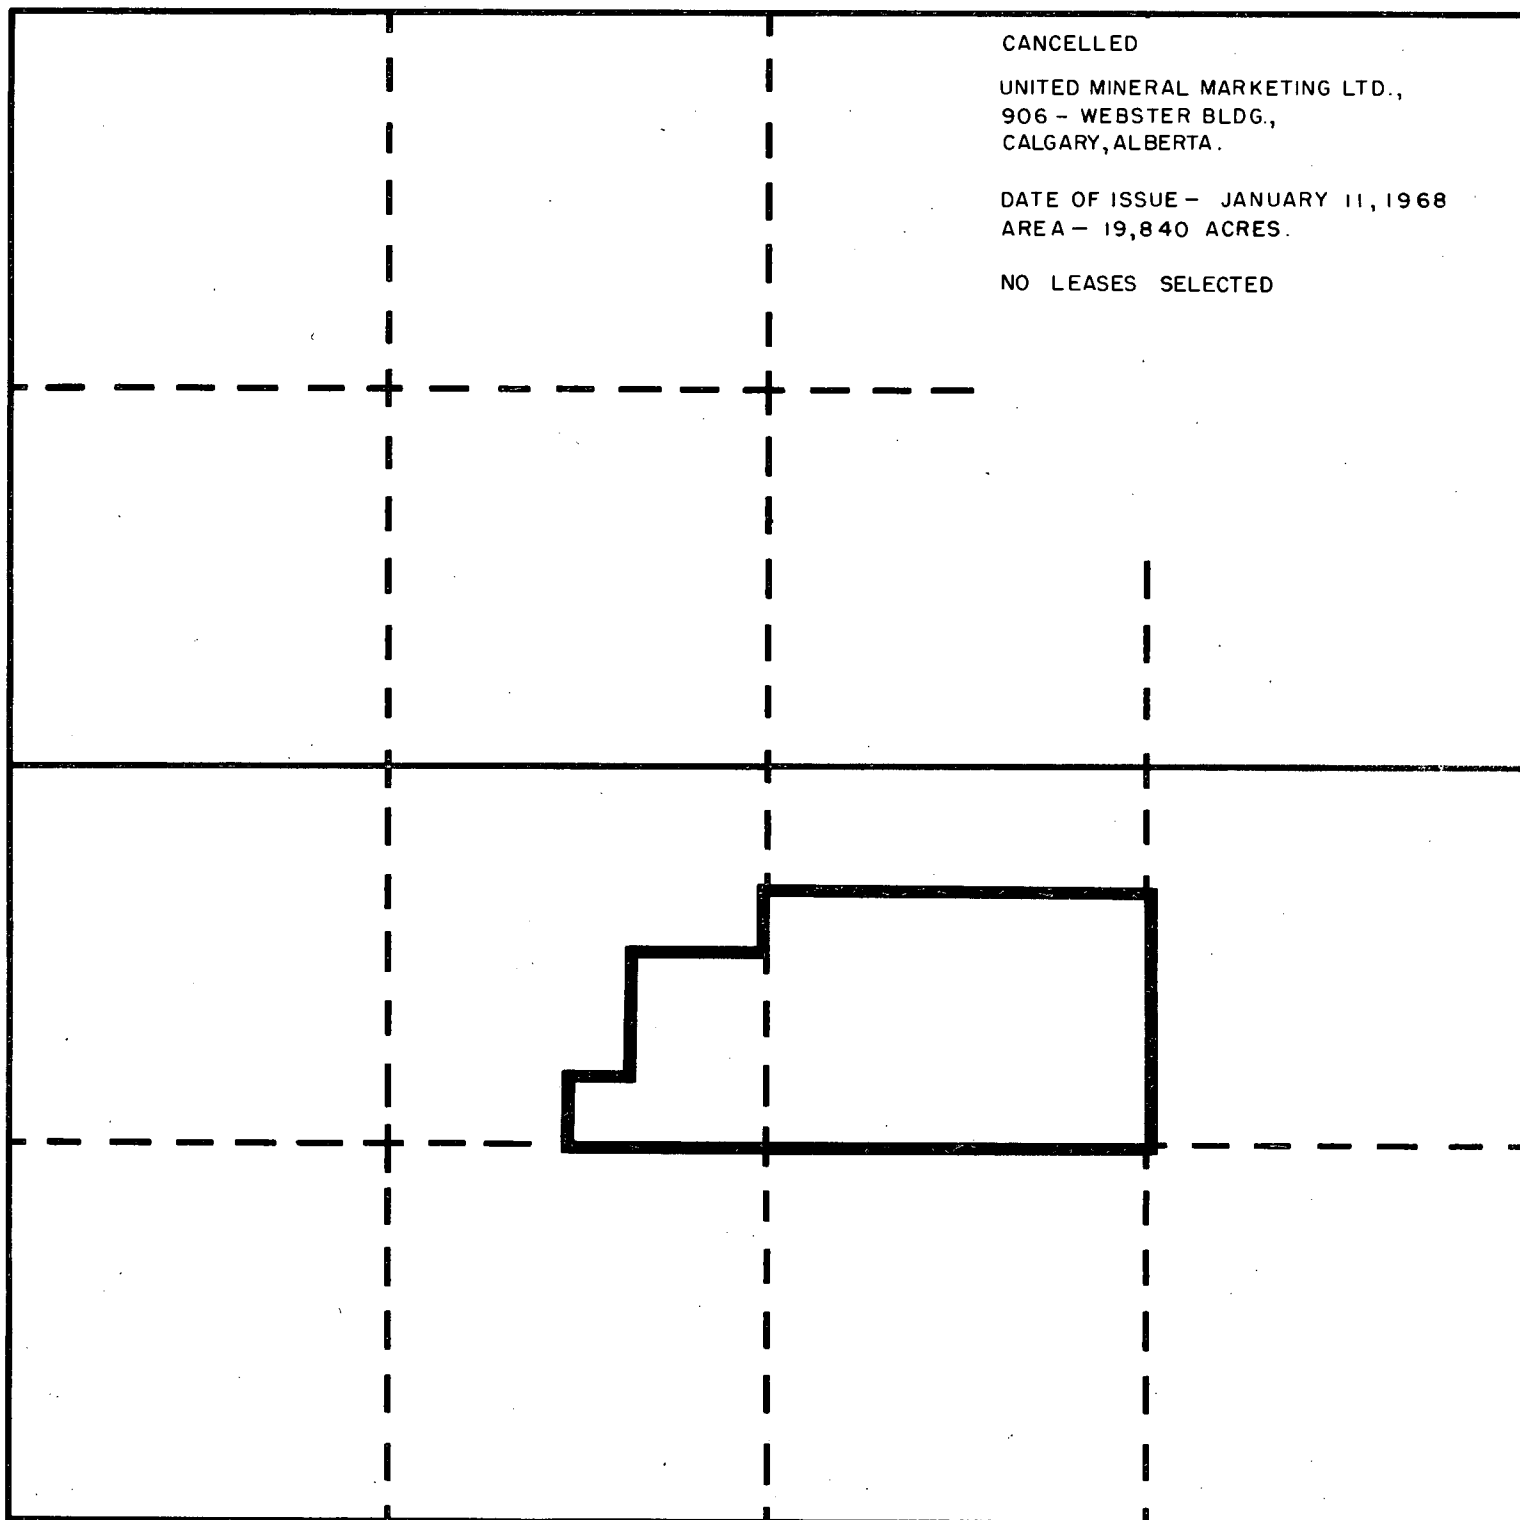 CANCELLED
UNITED MINERAL MARKETING LTD.,
906 - WEBSTER BLDG.,
CALGARY, ALBERTA.
DATE OF ISSUE - JANUARY 11, 1968
AREA - 19,840 ACRES.
NO LEASES SELECTED